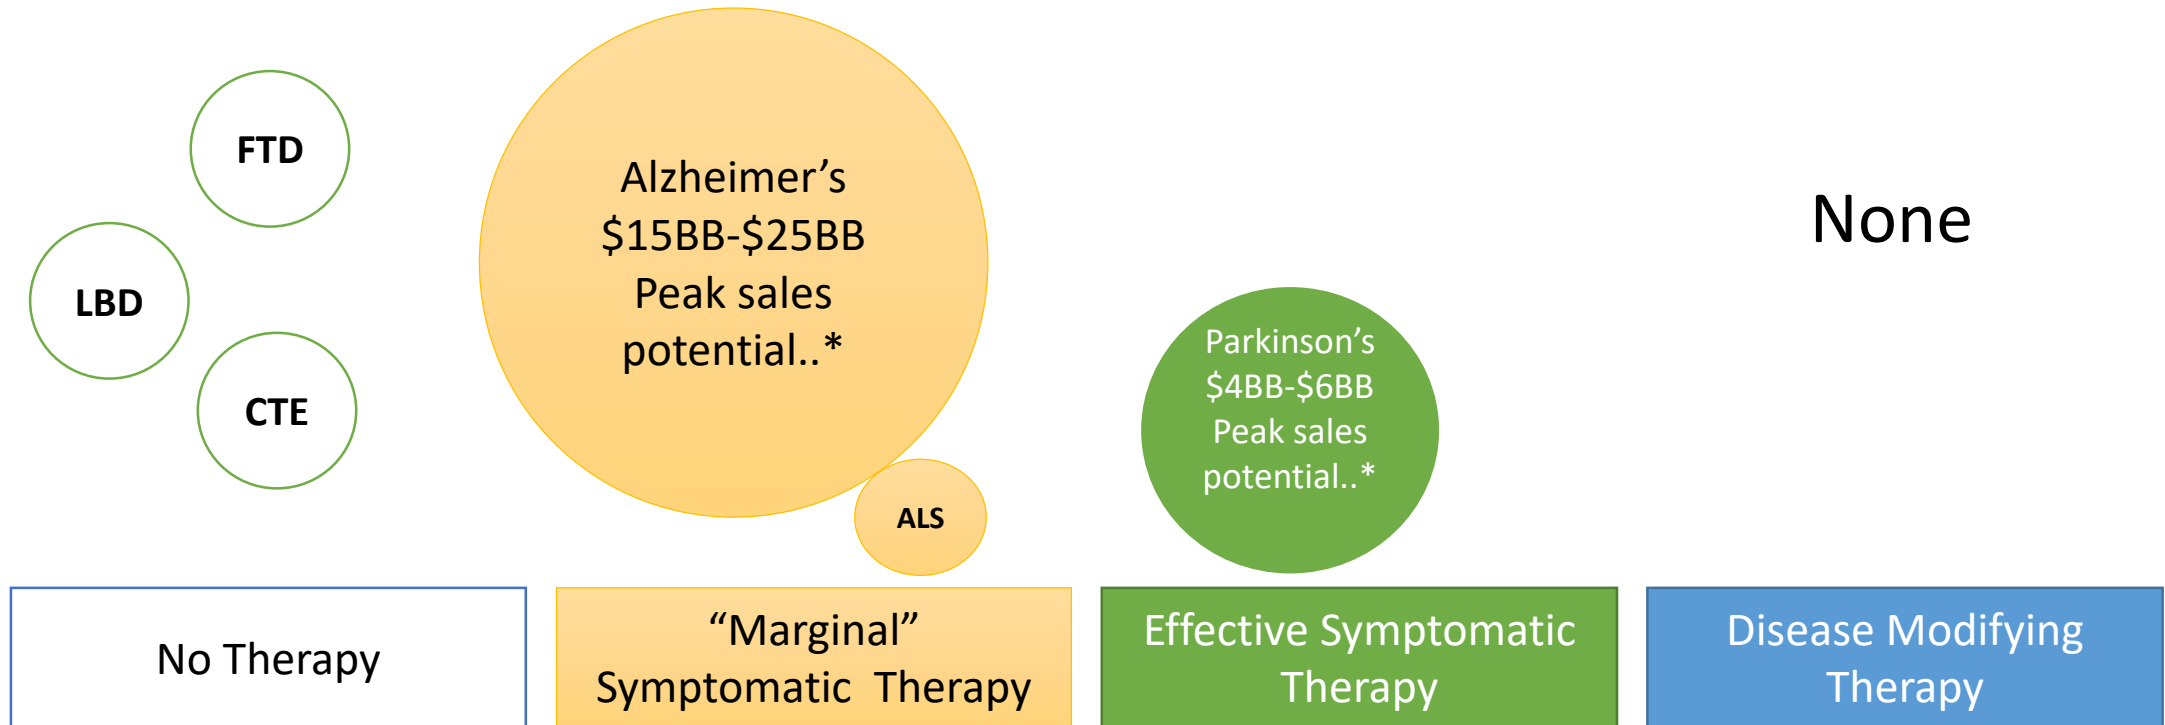 FTD
LBD
CTE
Alzheimer’s
$15BB-$25BB
Peak sales
potential..*
ALS
Parkinson’s
$4BB-$6BB
Peak sales
potential..*
None
No Therapy
“Marginal”
Symptomatic  Therapy
Effective Symptomatic
Therapy
Disease Modifying
Therapy